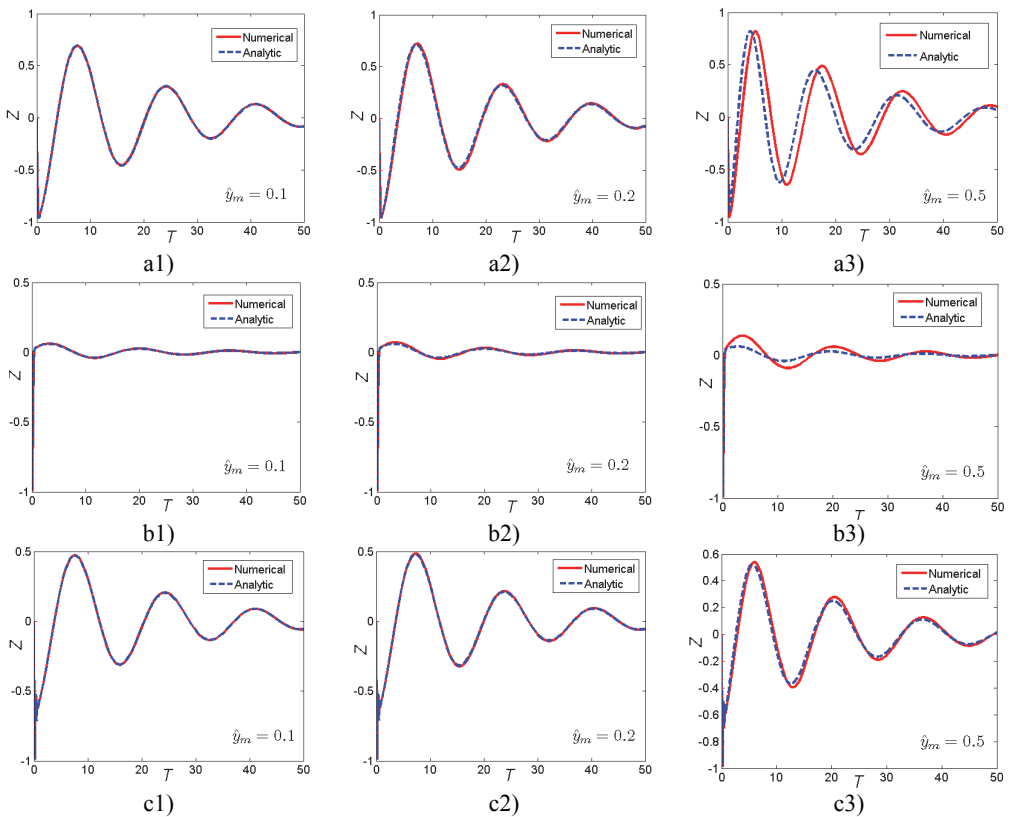 1
0.5
Z
0
-0.5
-1
0 10 20 30 40 50
T
Numerical
Analytic
ŷm = 0.1
a1)
1
0.5
Z
0
-0.5
-1
0 10 20 30 40 50
T
Numerical
Analytic
ŷm = 0.2
a2)
1
0.5
Z
0
-0.5
-1
0 10 20 30 40 50
T
Numerical
Analytic
ŷm = 0.5
a3)
0.5
0
Z
-0.5
-1
0 10 20 30 40 50
T
Numerical
Analytic
ŷm = 0.1
b1)
0.5
0
Z
-0.5
-1
0 10 20 30 40 50
T
Numerical
Analytic
ŷm = 0.2
b2)
0.5
0
Z
-0.5
-1
0 10 20 30 40 50
T
Numerical
Analytic
ŷm = 0.5
b3)
0.5
0
Z
-0.5
-1
0 10 20 30 40 50
T
Numerical
Analytic
ŷm = 0.1
c1)
0.5
0
Z
-0.5
-1
0 10 20 30 40 50
T
Numerical
Analytic
ŷm = 0.2
c2)
0.6
0.4
0.2
0
Z
-0.2
-0.4
-0.6
-0.8
-1
0 10 20 30 40 50
T
Numerical
Analytic
ŷm = 0.5
c3)